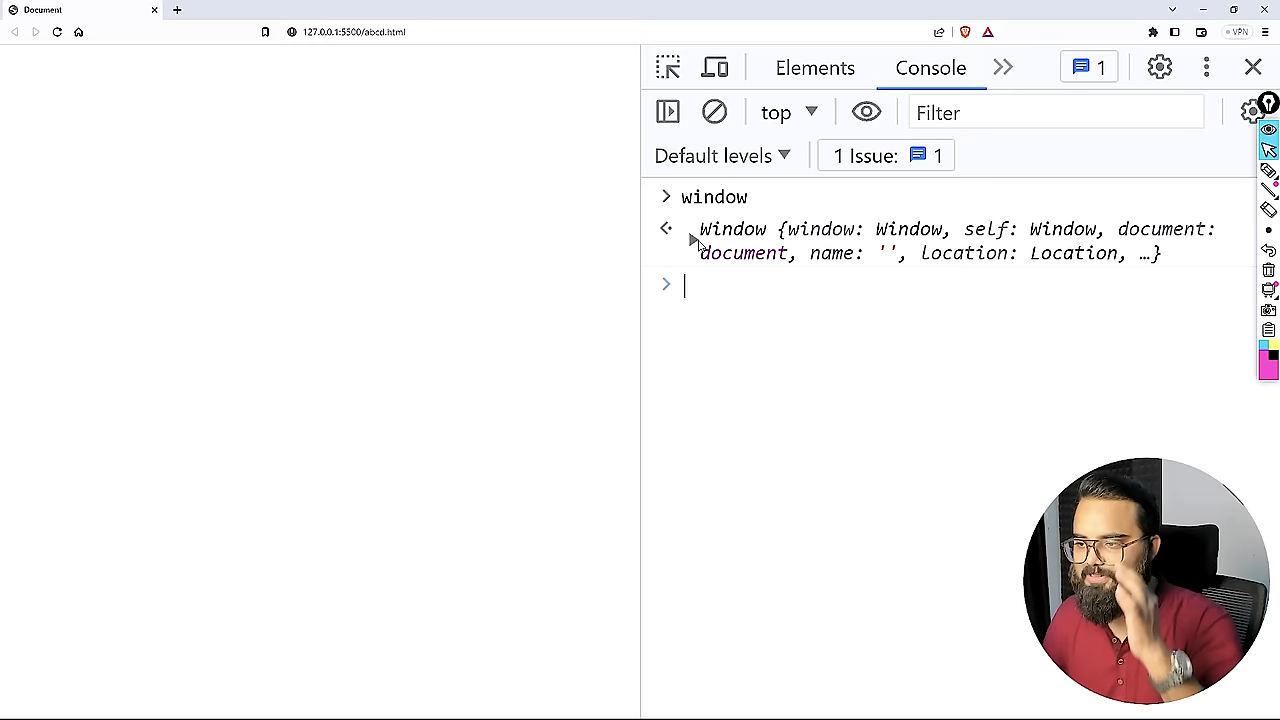 Document
127.0.0.1:5500/abcd.html
VPN
Elements
Console
1
top
Filter
Default levels
1 Issue:
1
window
Window {window: Window, self: Window, document:
document, name: '', location: Location, …}